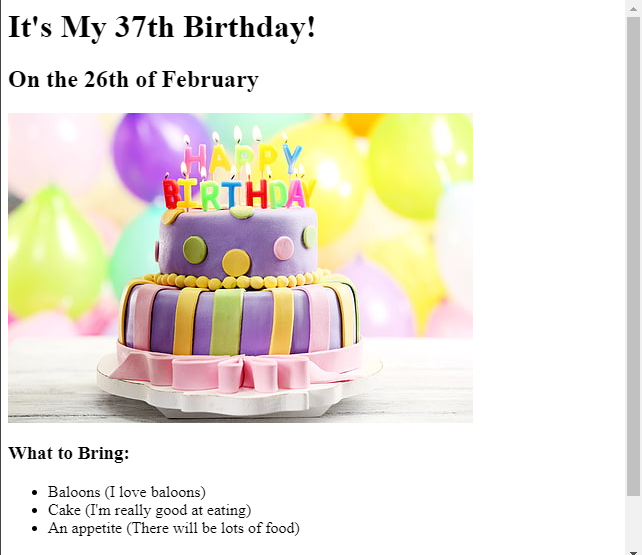 It's My 37th Birthday!
On the 26th of February
HAPPY
BIRTHDAY
What to Bring:
Baloons (I love baloons)
Cake (I'm really good at eating)
An appetite (There will be lots of food)